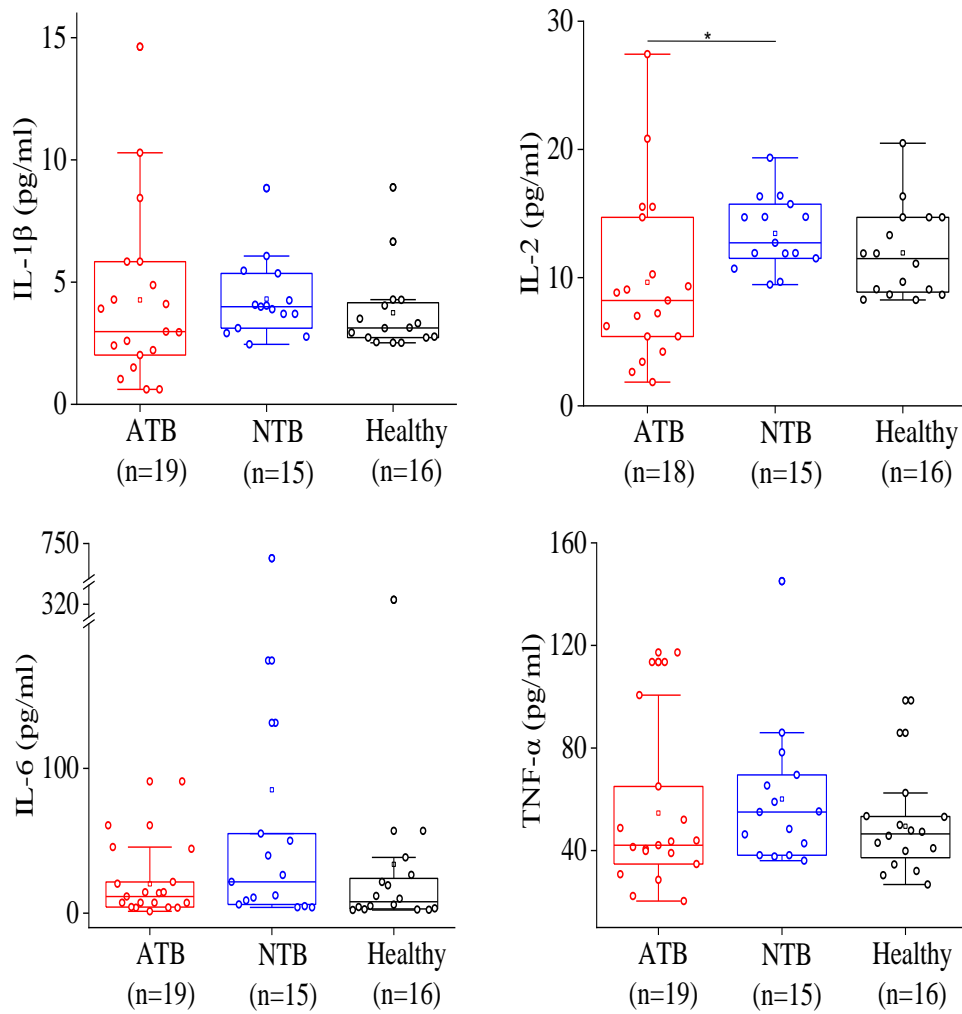 IL-1β (pg/ml)
15
10
5
0
ATB NTB Healthy
(n=19) (n=15) (n=16)
IL-2 (pg/ml)
30
20
10
0
*
ATB NTB Healthy
(n=18) (n=15) (n=16)
IL-6 (pg/ml)
750
320
100
0
ATB NTB Healthy
(n=19) (n=15) (n=16)
TNF-α (pg/ml)
160
120
80
40
ATB NTB Healthy
(n=19) (n=15) (n=16)